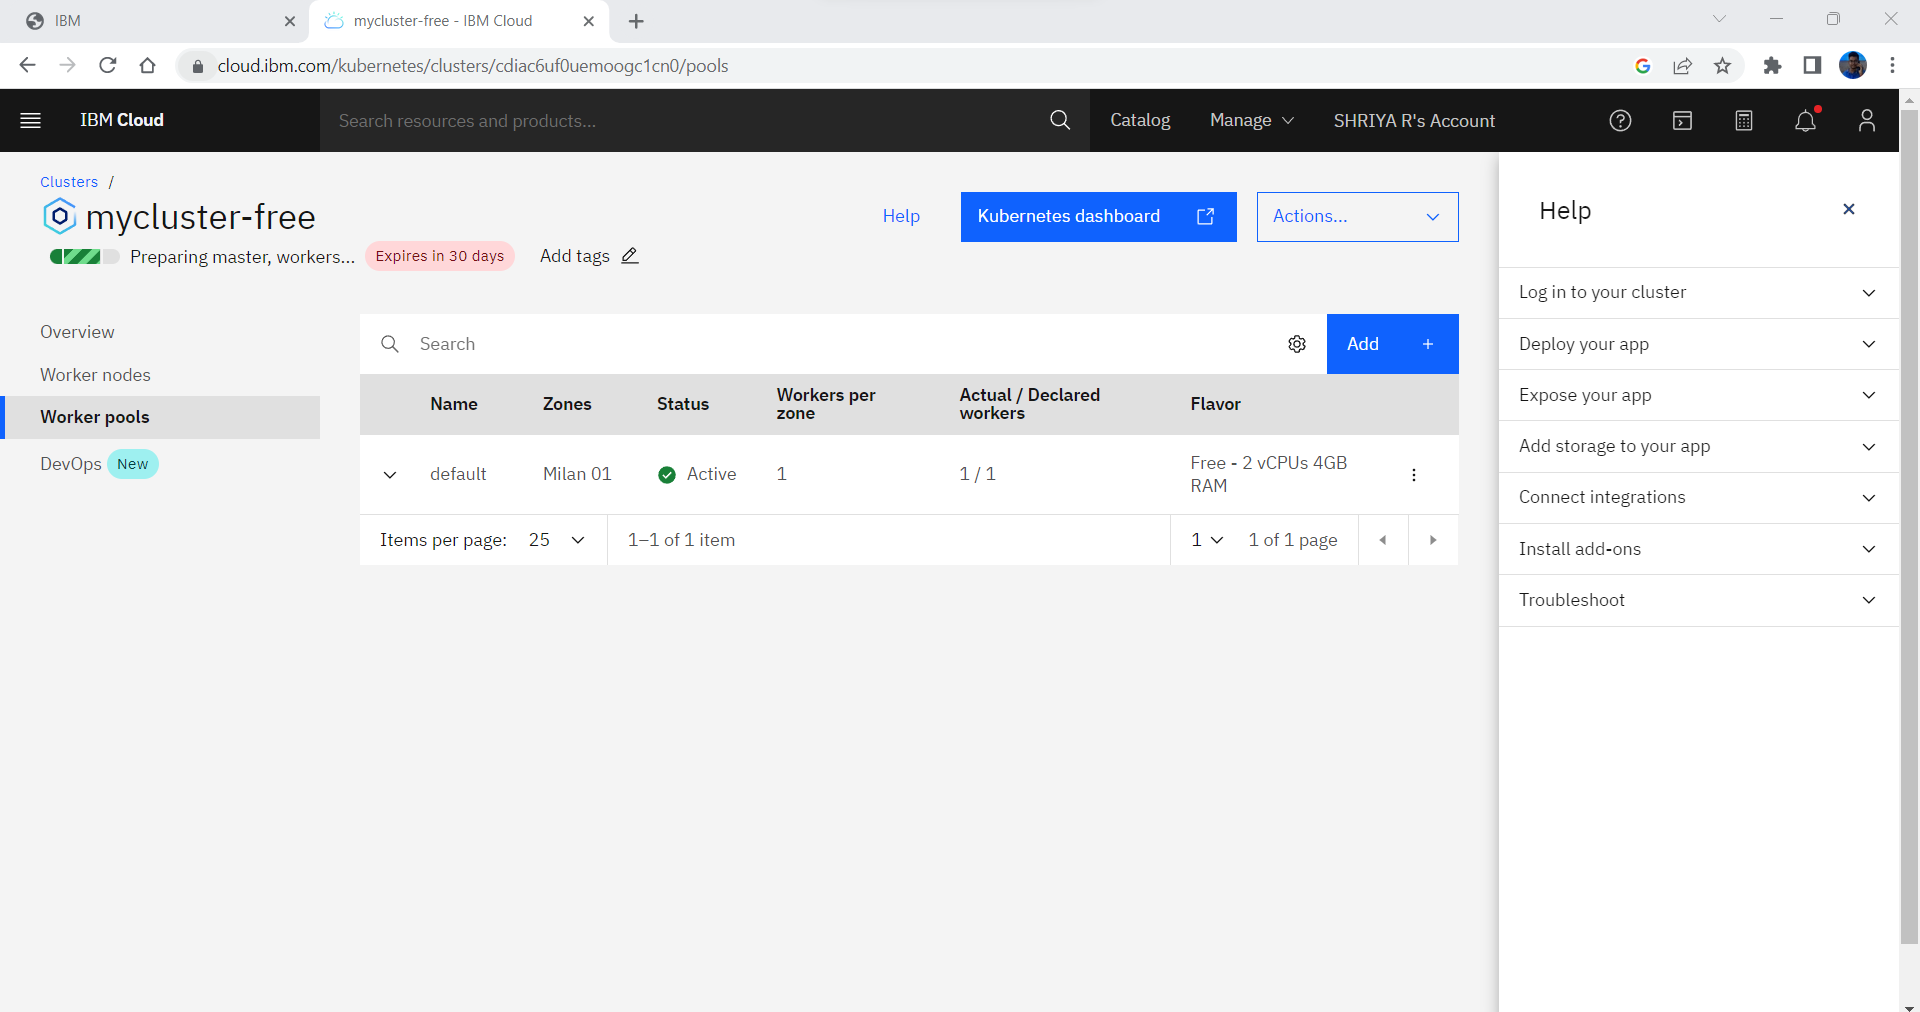 IBM
mycluster-free - IBM Cloud
cloud.ibm.com/kubernetes/clusters/cdiac6uf0uemoogc1cn0/pools
IBM Cloud
Search resources and products...
Catalog
Manage
SHRIYA R's Account
Clusters /
mycluster-free
Help
Kubernetes dashboard
Actions...
Preparing master, workers...
Expires in 30 days
Add tags
Overview
Worker nodes
Worker pools
DevOps New
Search
Add +
Name Zones Status Workers per zone Actual / Declared workers Flavor
default Milan 01 Active 1 1 / 1 Free - 2 vCPUs 4GB RAM
Items per page: 25 1–1 of 1 item 1 1 of 1 page
Help
Log in to your cluster
Deploy your app
Expose your app
Add storage to your app
Connect integrations
Install add-ons
Troubleshoot